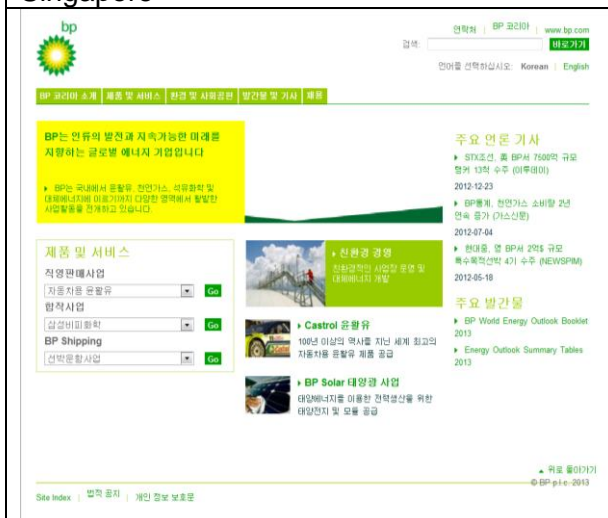 Singapore
bp
연락처 | BP 코리아 | www.bp.com
검색: 바로가기
언어를 선택하십시오: Korean | English
BP 코리아 소개 제품 및 서비스 환경 및 사회공헌 발간물 및 기사 채용
BP는 인류의 발전과 지속가능한 미래를
지향하는 글로벌 에너지 기업입니다
BP는 국내에서 윤활유, 천연가스, 석유화학 및
대체에너지에 이르기까지 다양한 영역에서 활발한
사업활동을 전개하고 있습니다.
제품 및 서비스
직영판매사업
자동차용 윤활유 Go
합작사업
삼성비피화학 Go
BP Shipping
선박운항사업 Go
친환경 경영
친환경적인 사업장 운영 및
대체에너지 개발
Castrol 윤활유
100년 이상의 역사를 지닌 세계 최고의
자동차용 윤활유 제품 공급
BP Solar 태양광 사업
태양에너지를 이용한 전력생산을 위한
태양전지 및 모듈 공급
주요 언론 기사
STX조선, 美 BP서 7500억 규모
탱커 13척 수주 (이투데이)
2012-12-23
BP통계, 천연가스 소비량 2년
연속 증가 (가스신문)
2012-07-04
현대중, 영 BP서 2억$ 규모
특수목적선박 4기 수주 (NEWSPIM)
2012-05-18
주요 발간물
BP World Energy Outlook Booklet
2013
Energy Outlook Summary Tables
2013
위로 돌아가기
© BP p.l.c. 2013
Site Index | 법적 공지 | 개인 정보 보호문